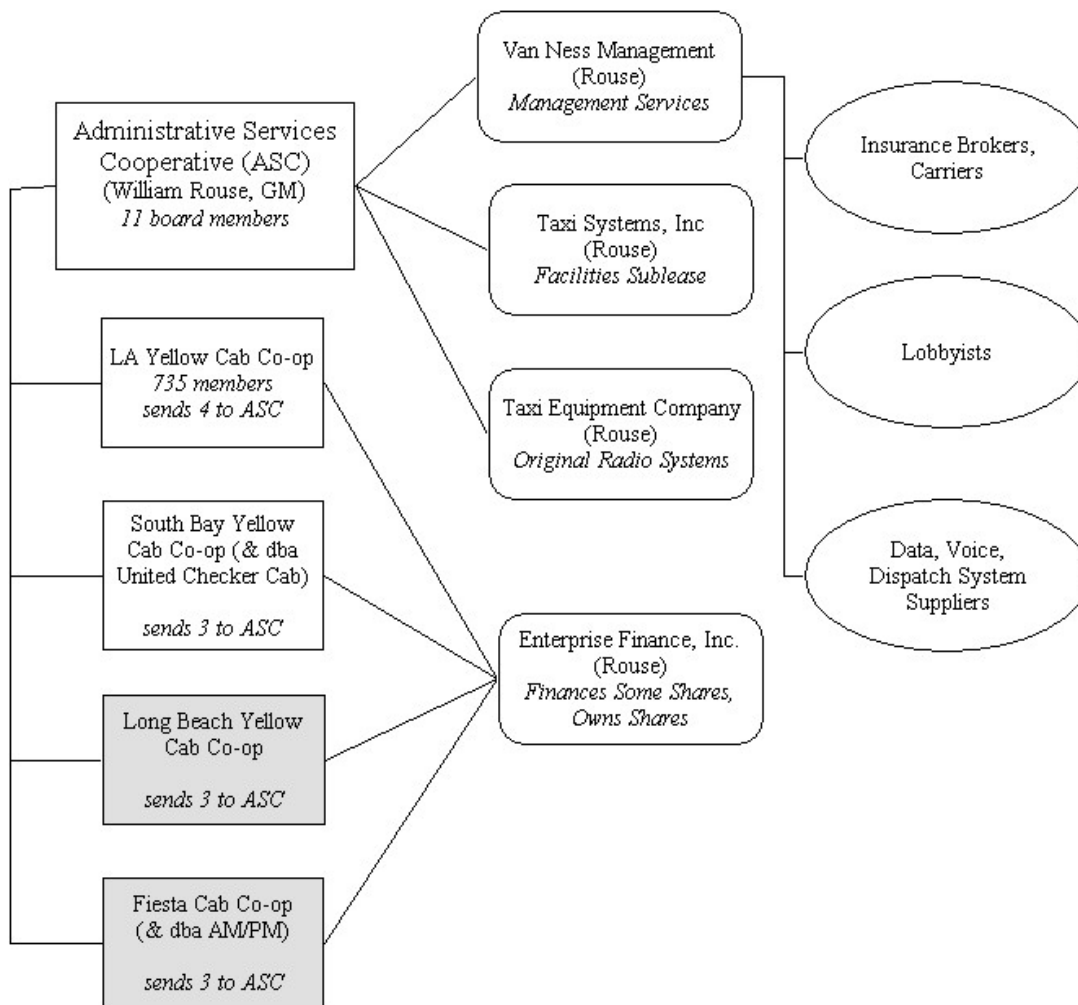 Administrative Services
Cooperative (ASC)
(William Rouse, GM)
11 board members
LA Yellow Cab Co-op
735 members
sends 4 to ASC
South Bay Yellow
Cab Co-op (& dba
United Checker Cab)
sends 3 to ASC
Long Beach Yellow
Cab Co-op
sends 3 to ASC
Fiesta Cab Co-op
(& dba AM/PM)
sends 3 to ASC
Van Ness Management
(Rouse)
Management Services
Taxi Systems, Inc
(Rouse)
Facilities Sublease
Taxi Equipment Company
(Rouse)
Original Radio Systems
Enterprise Finance, Inc.
(Rouse)
Finances Some Shares,
Owns Shares
Insurance Brokers,
Carriers
Lobbyists
Data, Voice,
Dispatch System
Suppliers